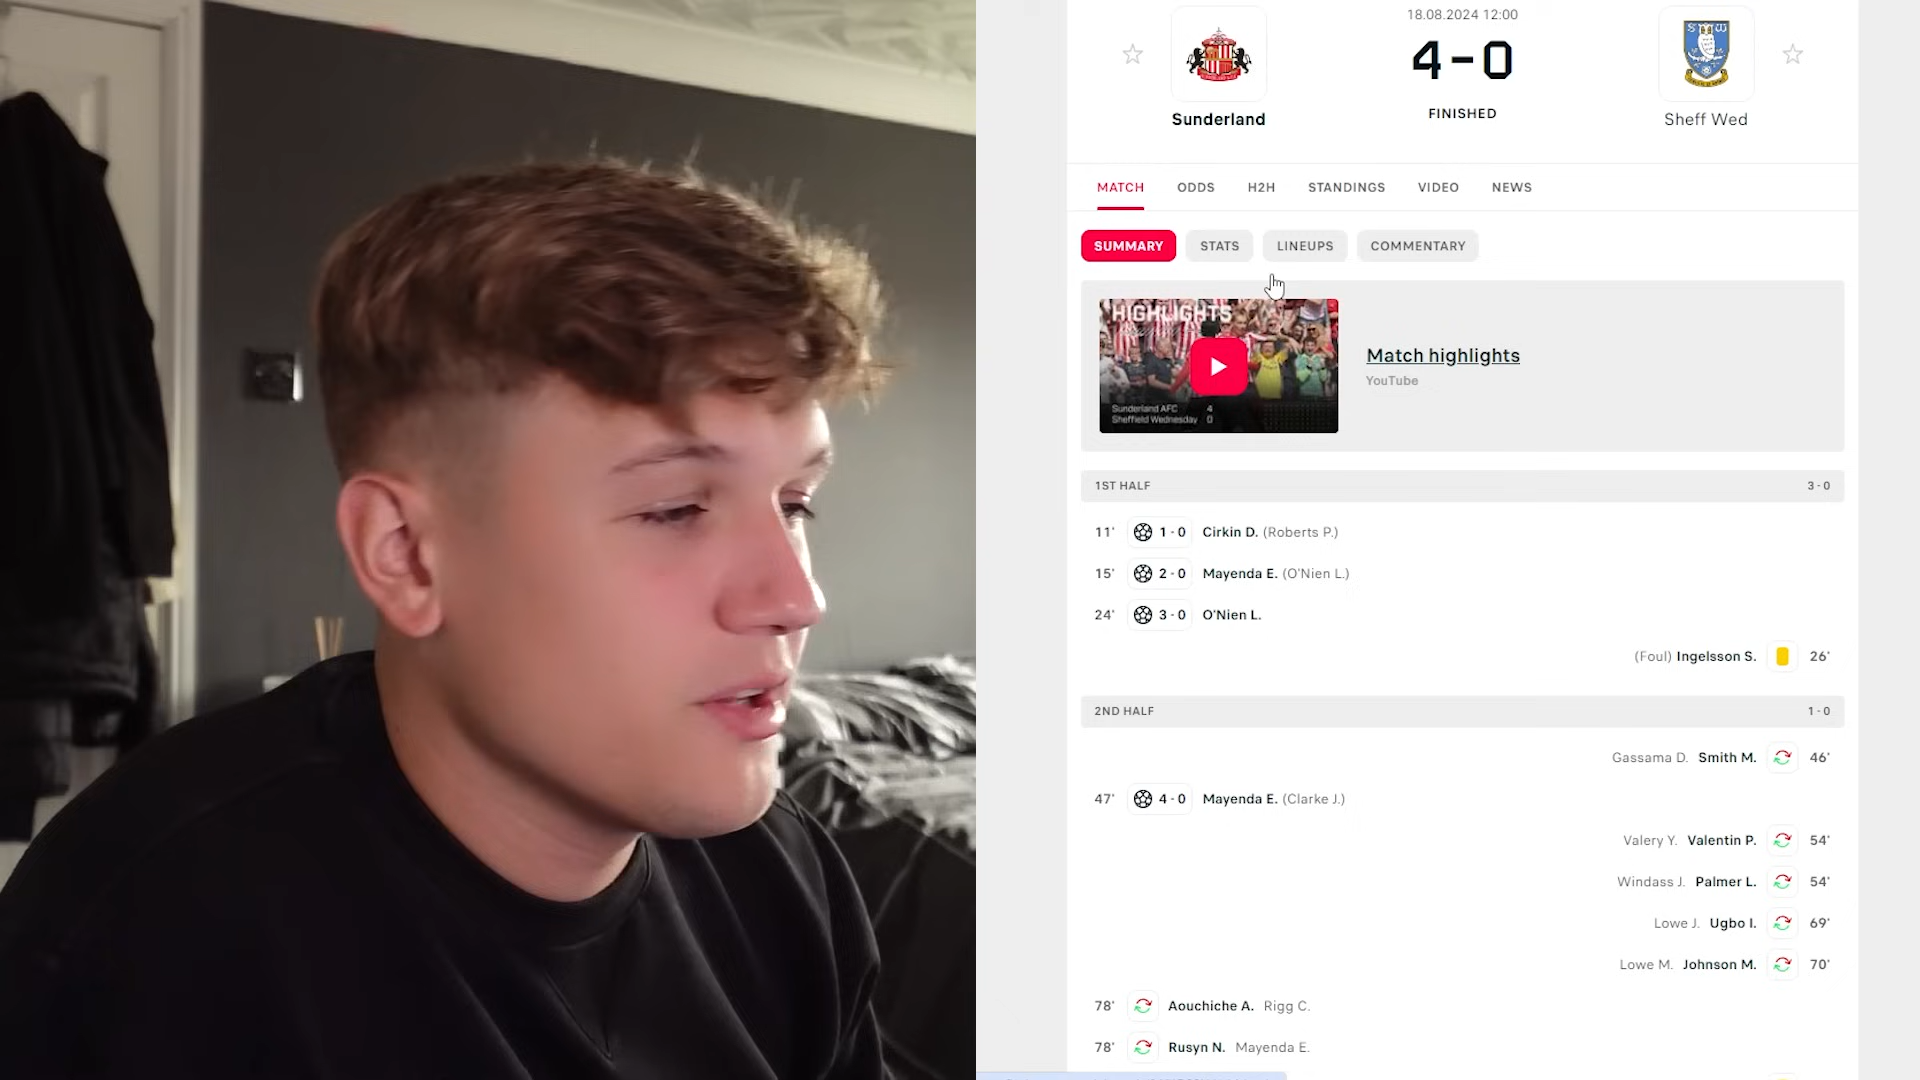 18.08.2024 12:00
4-0
FINISHED
Sunderland
Sheff Wed
MATCH ODDS H2H STANDINGS VIDEO NEWS
SUMMARY STATS LINEUPS COMMENTARY
HIGHLIGHTS
Sunderland AFC 4
Sheffield Wednesday 0
Match highlights
YouTube
1ST HALF 3 - 0
11' 1 - 0 Cirkin D. (Roberts P.)
15' 2 - 0 Mayenda E. (O'Nien L.)
24' 3 - 0 O'Nien L.
(Foul) Ingelsson S. 26'
2ND HALF 1 - 0
Gassama D. Smith M. 46'
47' 4 - 0 Mayenda E. (Clarke J.)
Valery Y. Valentin P. 54'
Windass J. Palmer L. 54'
Lowe J. Ugbo I. 69'
Lowe M. Johnson M. 70'
78' Aouchiche A. Rigg C.
78' Rusyn N. Mayenda E.